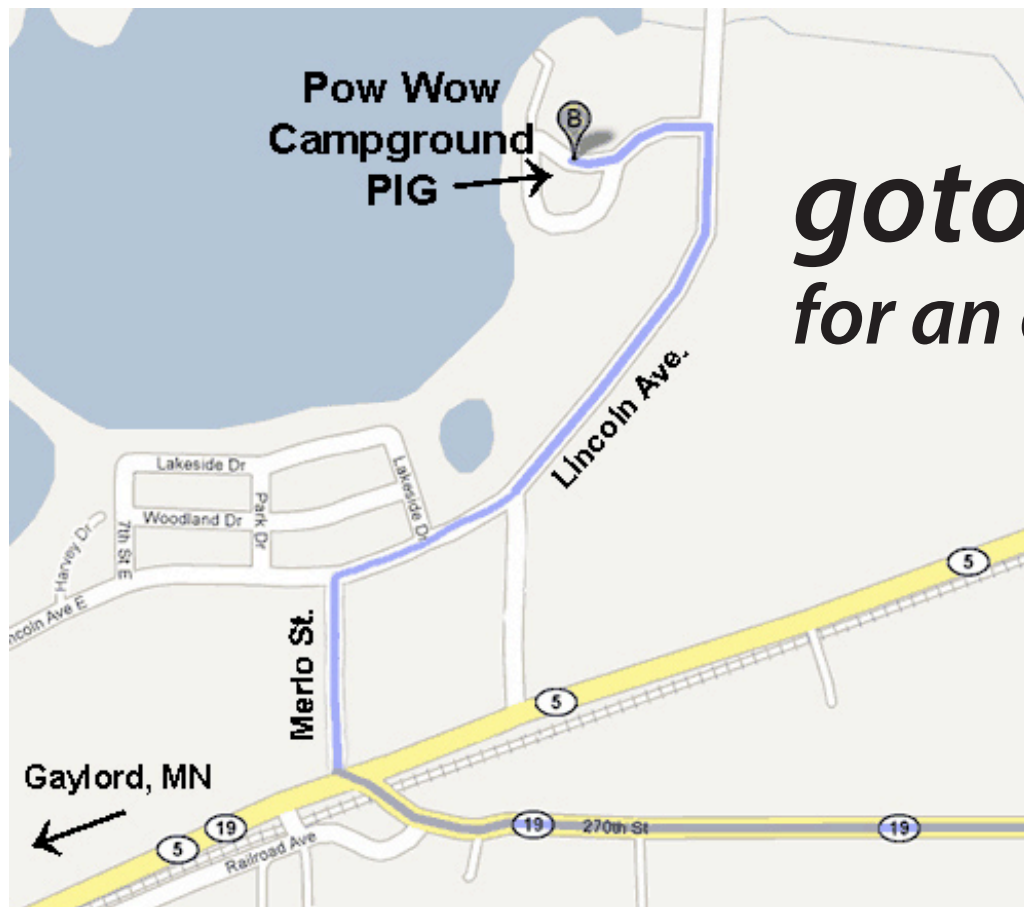 Pow Wow
Campground
PIG
B
goto
for an
Lincoln Ave.
Lakeside Dr
Lakeside Dr
Park Dr
Woodland Dr
7th St E
Harvey Dr
ncoln Ave E
Merlo St.
5
5
Gaylord, MN
19
5
Railroad Ave
19
270th St
19